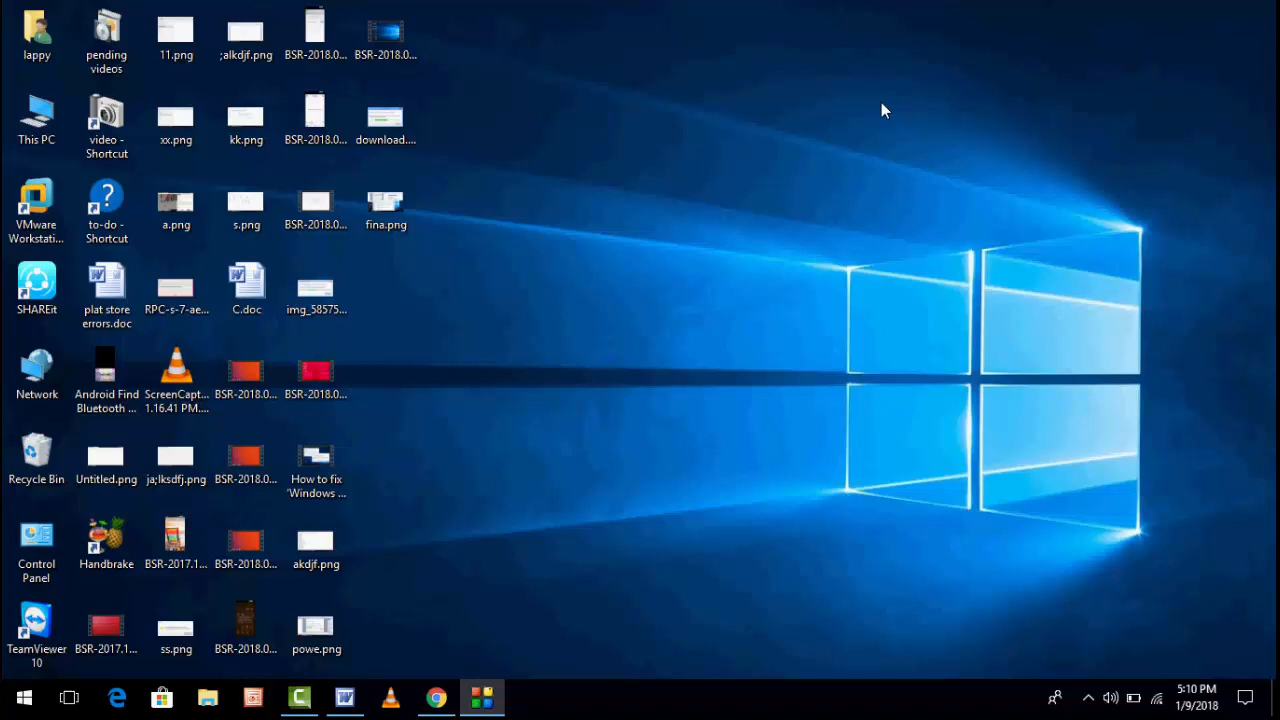 lappy
pending
videos
11.png
;alkdjf.png
BSR-2018.0...
BSR-2018.0...
This PC
video -
Shortcut
xx.png
kk.png
BSR-2018.0...
download....
VMware
Workstati...
to-do -
Shortcut
a.png
s.png
BSR-2018.0...
fina.png
SHAREit
plat store
errors.doc
RPC-s-7-ae...
C.doc
img_58575...
Network
Android Find
Bluetooth ...
ScreenCapt...
1.16.41 PM....
BSR-2018.0...
BSR-2018.0...
Recycle Bin
Untitled.png
ja;lksdfj.png
BSR-2018.0...
How to fix
'Windows ...
Control
Panel
Handbrake
BSR-2017.1...
BSR-2018.0...
akdjf.png
TeamViewer
10
BSR-2017.1...
ss.png
BSR-2018.0...
powe.png
5:10 PM
1/9/2018